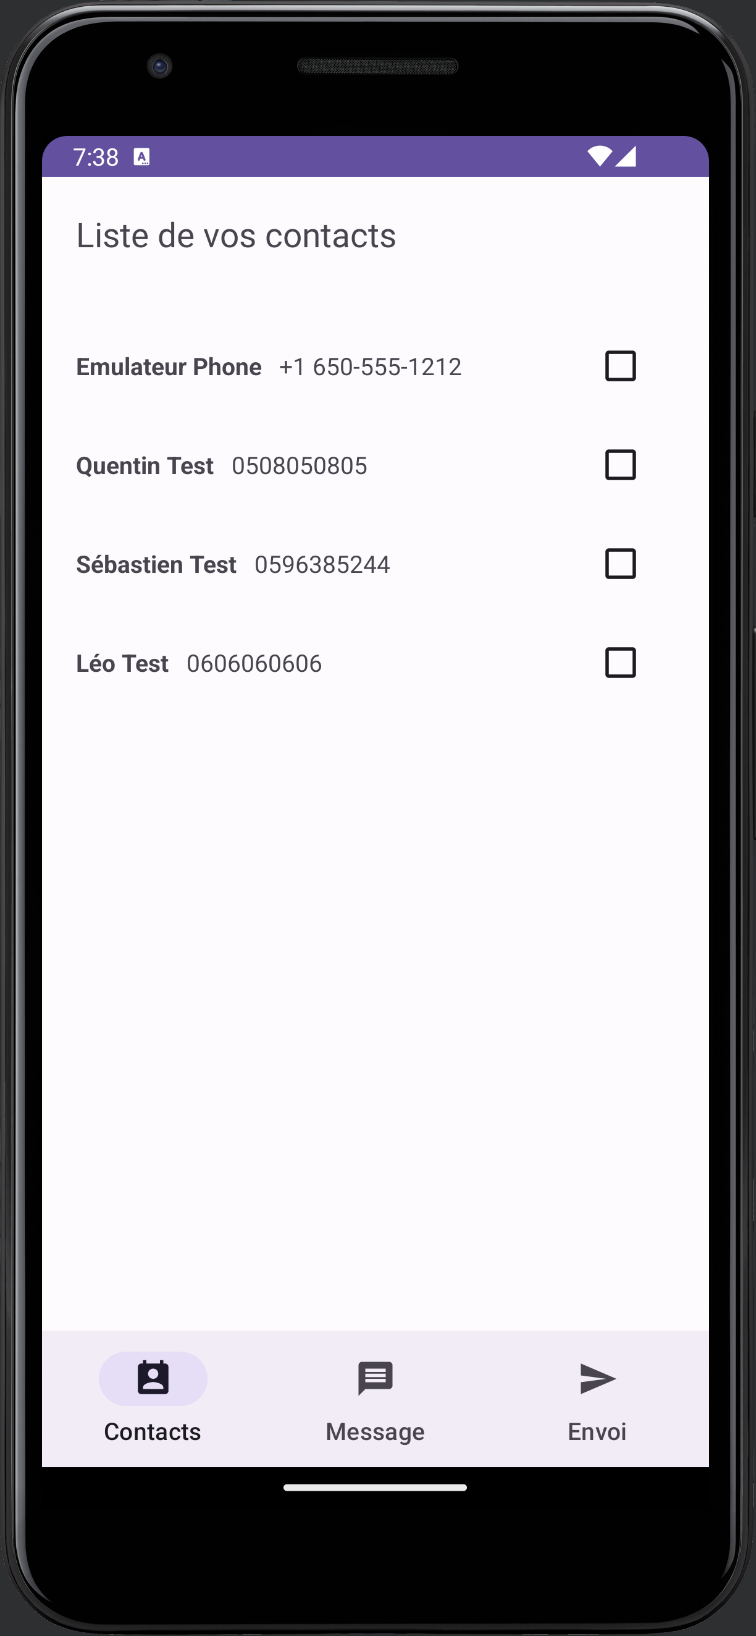 7:38
Liste de vos contacts
Emulateur Phone +1 650-555-1212
Quentin Test 0508050805
Sébastien Test 0596385244
Léo Test 0606060606
Contacts Message Envoi